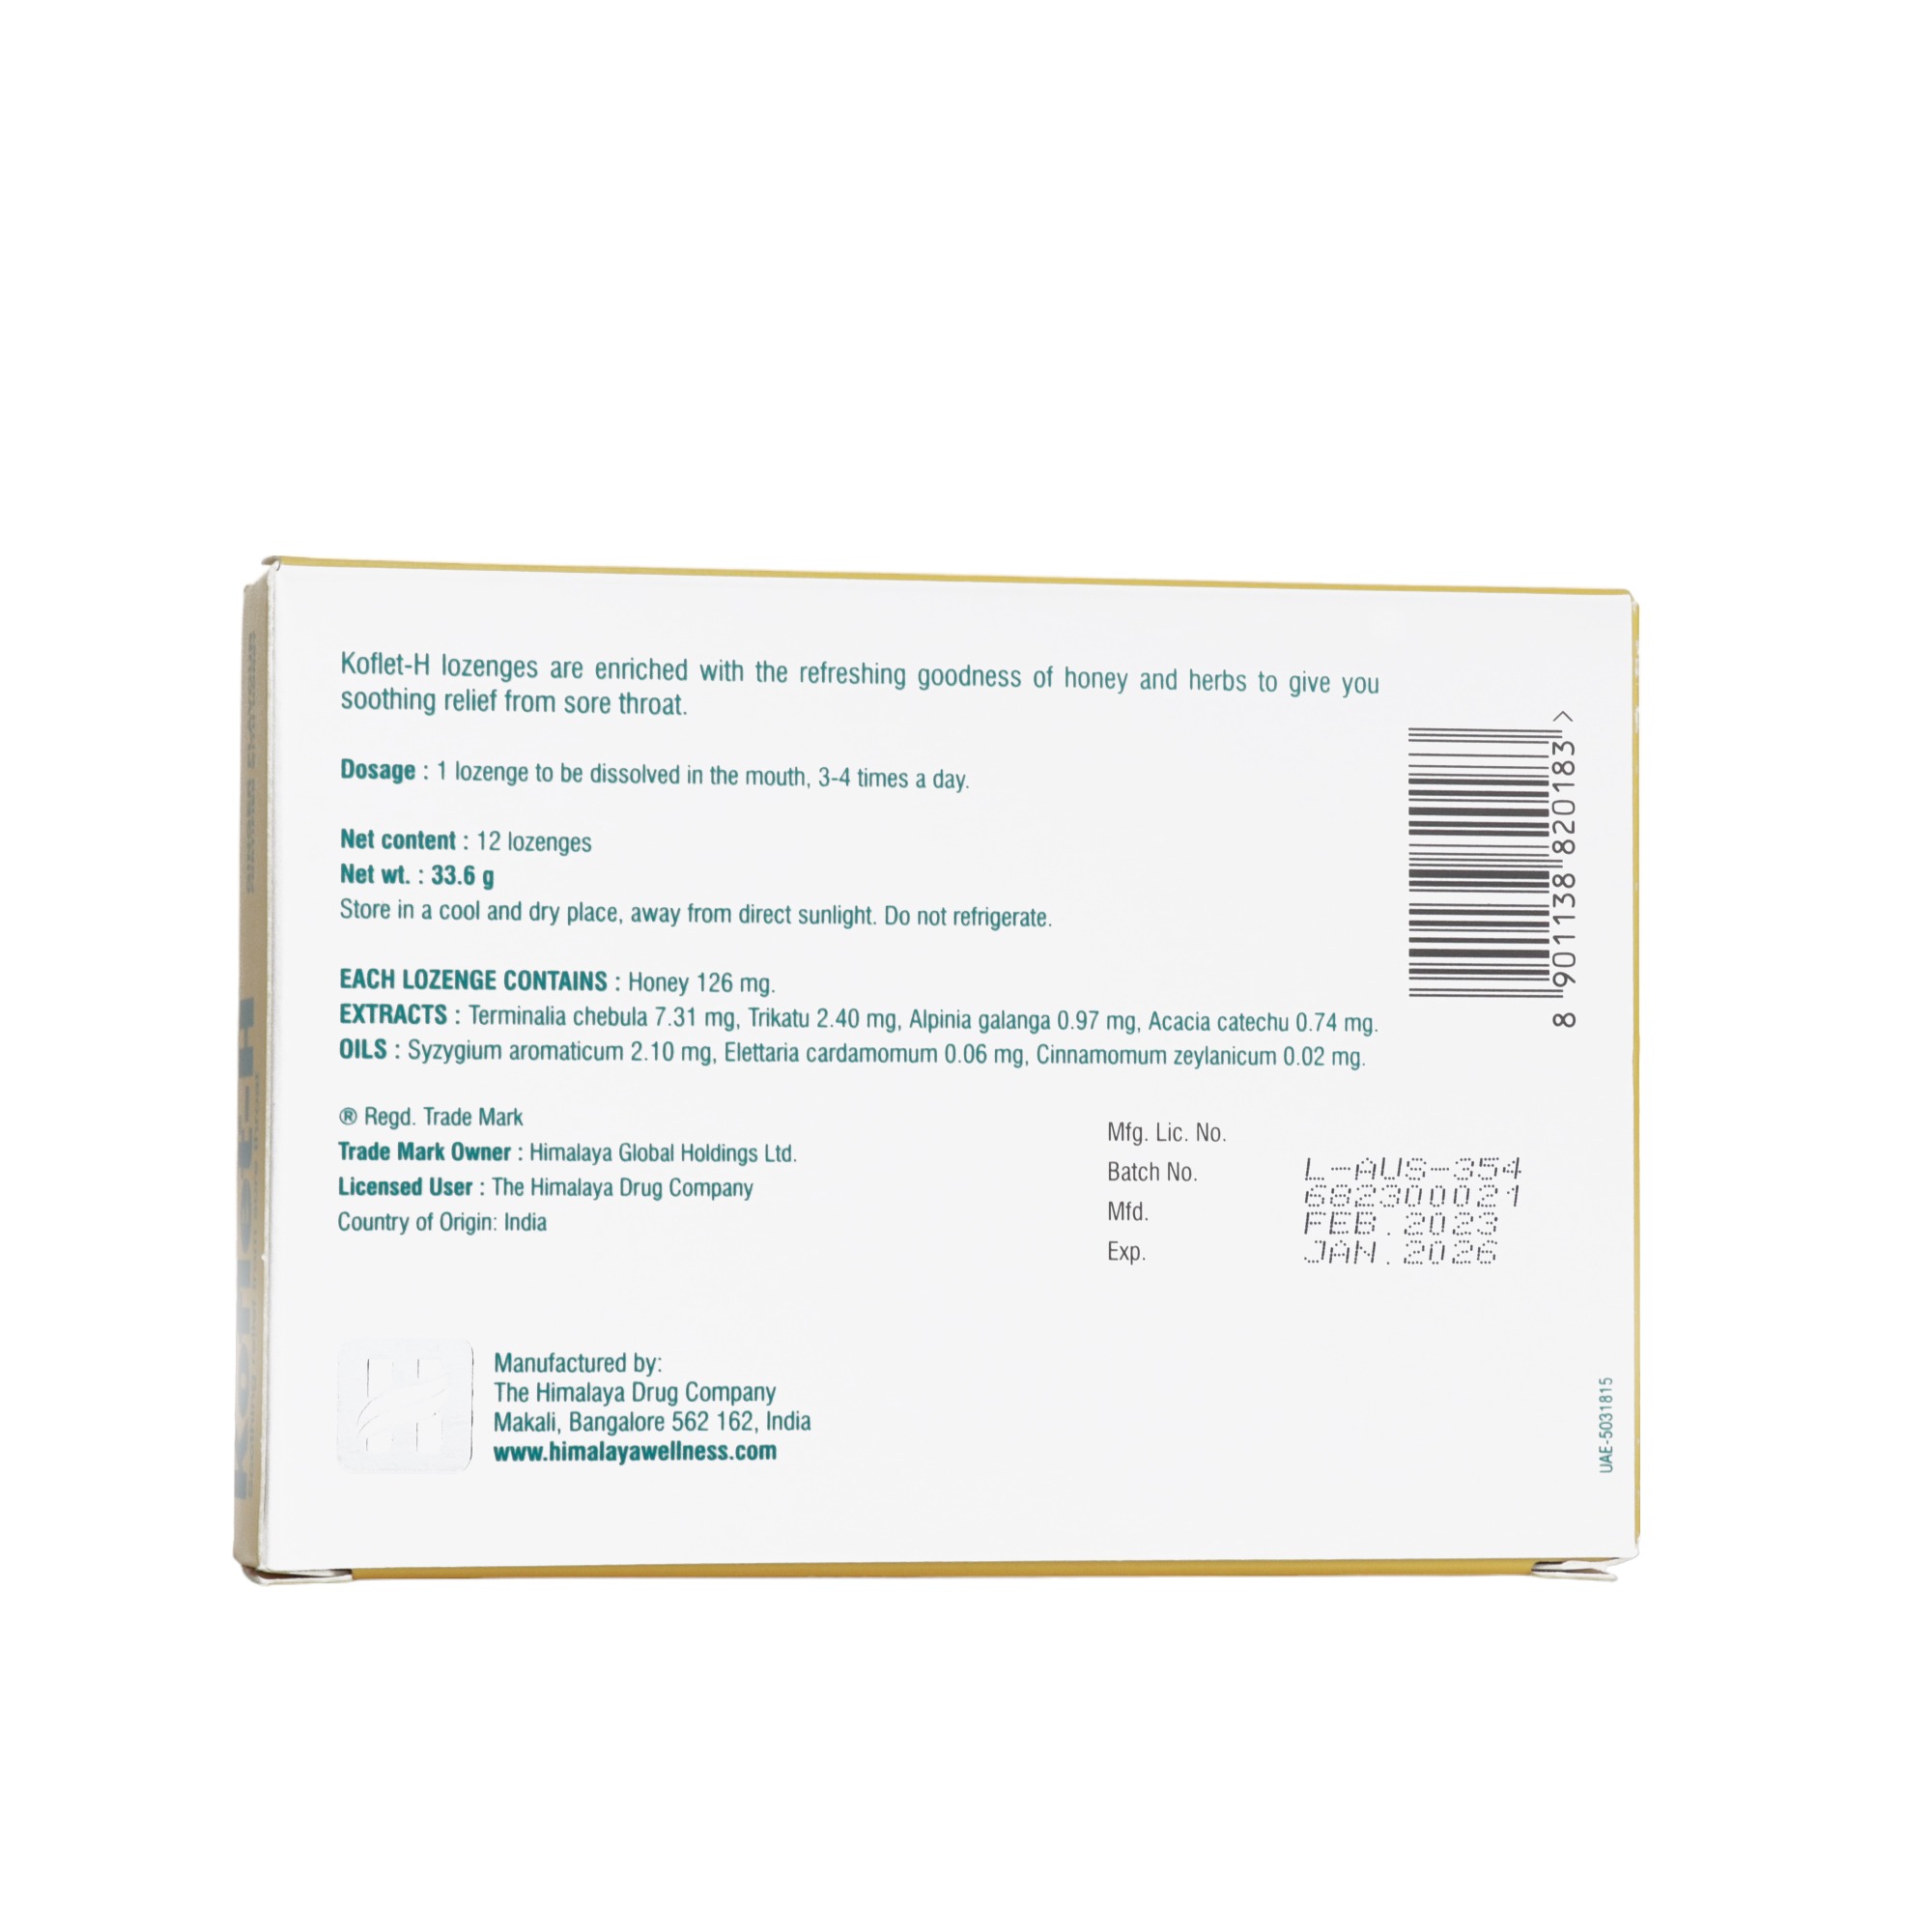 Koflet-H lozenges are enriched with the refreshing goodness of honey and herbs to give you
soothing relief from sore throat.
Dosage : 1 lozenge to be dissolved in the mouth, 3-4 times a day.
Net content : 12 lozenges
Net wt. : 33.6 g
Store in a cool and dry place, away from direct sunlight. Do not refrigerate.
EACH LOZENGE CONTAINS : Honey 126 mg.
EXTRACTS : Terminalia chebula 7.31 mg, Trikatu 2.40 mg, Alpinia galanga 0.97 mg, Acacia catechu 0.74 mg.
OILS : Syzygium aromaticum 2.10 mg, Elettaria cardamomum 0.06 mg, Cinnamomum zeylanicum 0.02 mg.
8 901138 820183 >
® Regd. Trade Mark
Trade Mark Owner : Himalaya Global Holdings Ltd.
Licensed User : The Himalaya Drug Company
Country of Origin: India
Mfg. Lic. No.
Batch No.
Mfd.
Exp.
L-AUS-354
682300021
FEB.2023
JAN.2026
Manufactured by:
The Himalaya Drug Company
Makali, Bangalore 562 162, India
www.himalayawellness.com
UAE-5031815
Koflet-H